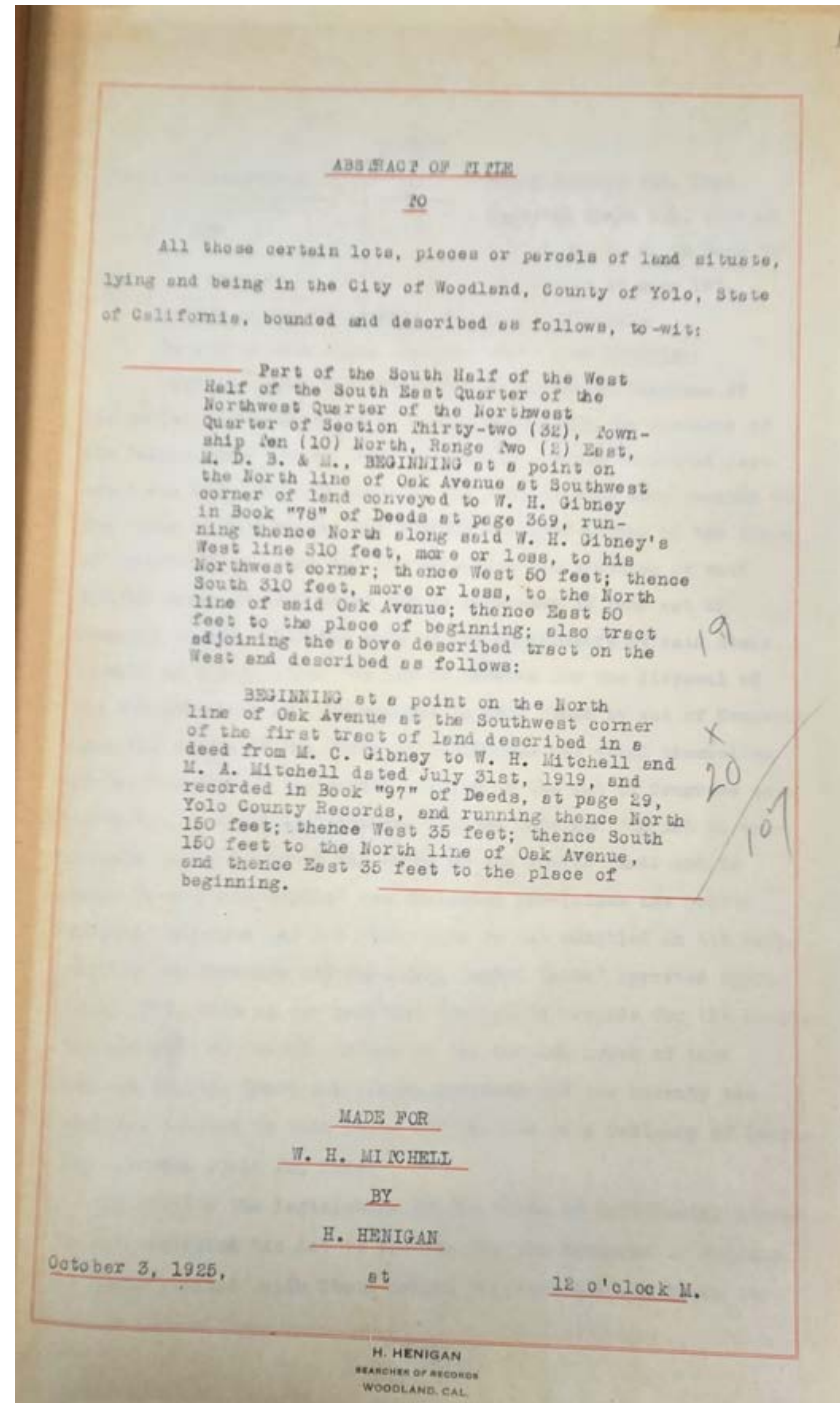 ABSTRACT OF TITLE
TO
All those certain lots, pieces or parcels of land situate,
lying and being in the City of Woodland, County of Yolo, State
of California, bounded and described as follows, to-wit:
Part of the South Half of the West
Half of the South East Quarter of the
Northwest Quarter of the Northwest
Quarter of Section Thirty-two (32), Town-
ship Ten (10) North, Range Two (2) East,
M. D. B. & M., BEGINNING at a point on
the North line of Oak Avenue at Southwest
corner of land conveyed to W. H. Gibney
in Book "78" of Deeds at page 369, run-
ning thence North along said W. H. Gibney's
West line 310 feet, more or less, to his
Northwest corner; thence West 50 feet; thence
South 310 feet, more or less, to the North
line of said Oak Avenue; thence East 50
feet to the place of beginning; also tract
adjoining the above described tract on the
West and described as follows:
19
BEGINNING at a point on the North
line of Oak Avenue at the Southwest corner
of the first tract of land described in a
deed from M. C. Gibney to W. H. Mitchell and
M. A. Mitchell dated July 31st, 1919, and
recorded in Book "97" of Deeds, at page 29,
Yolo County Records, and running thence North
150 feet; thence West 35 feet; thence South
150 feet to the North line of Oak Avenue,
and thence East 35 feet to the place of
beginning.
x
20
107
MADE FOR
W. H. MITCHELL
BY
H. HENIGAN
October 3, 1925, at 12 o'clock M.
H. HENIGAN
SEARCHER OF RECORDS
WOODLAND, CAL.